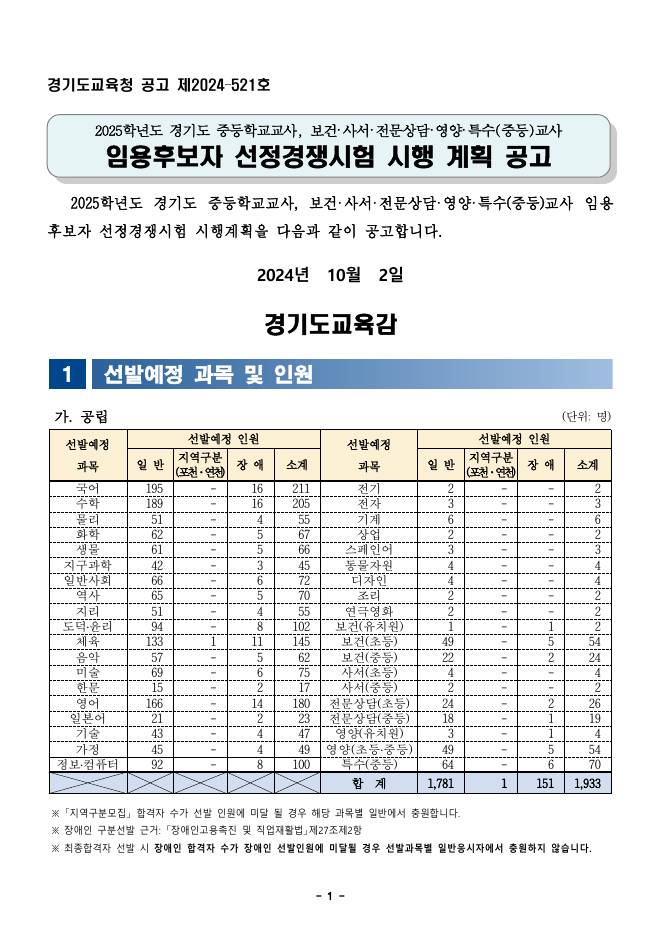 경기도교육청 공고 제2024-521호
2025학년도 경기도 중등학교교사, 보건·사서·전문상담·영양·특수(중등)교사
임용후보자 선정경쟁시험 시행 계획 공고
2025학년도 경기도 중등학교교사, 보건·사서·전문상담·영양·특수(중등)교사 임용
후보자 선정경쟁시험 시행계획을 다음과 같이 공고합니다.
2024년 10월 2일
경기도교육감
1 선발예정 과목 및 인원
가. 공립 (단위: 명)
선발예정 과목 선발예정 인원 선발예정 과목 선발예정 인원
일 반 지역구분 (포천·연천) 장 애 소계 일 반 지역구분 (포천·연천) 장 애 소계
국어 195 - 16 211 전기 2 - - 2
수학 189 - 16 205 전자 3 - - 3
물리 51 - 4 55 기계 6 - - 6
화학 62 - 5 67 상업 2 - - 2
생물 61 - 5 66 스페인어 3 - - 3
지구과학 42 - 3 45 동물자원 4 - - 4
일반사회 66 - 6 72 디자인 4 - - 4
역사 65 - 5 70 조리 2 - - 2
지리 51 - 4 55 연극영화 2 - - 2
도덕·윤리 94 - 8 102 보건(유치원) 1 - 1 2
체육 133 1 11 145 보건(초등) 49 - 5 54
음악 57 - 5 62 보건(중등) 22 - 2 24
미술 69 - 6 75 사서(초등) 4 - - 4
한문 15 - 2 17 사서(중등) 2 - - 2
영어 166 - 14 180 전문상담(초등) 24 - 2 26
일본어 21 - 2 23 전문상담(중등) 18 - 1 19
기술 43 - 4 47 영양(유치원) 3 - 1 4
가정 45 - 4 49 영양(초등·중등) 49 - 5 54
정보·컴퓨터 92 - 8 100 특수(중등) 64 - 6 70
합 계 1,781 1 151 1,933
※ 「지역구분모집」 합격자 수가 선발 인원에 미달 될 경우 해당 과목별 일반에서 충원합니다.
※ 장애인 구분선발 근거: 「장애인고용촉진 및 직업재활법」제27조제2항
※ 최종합격자 선발 시 장애인 합격자 수가 장애인 선발인원에 미달될 경우 선발과목별 일반응시자에서 충원하지 않습니다.
- 1 -